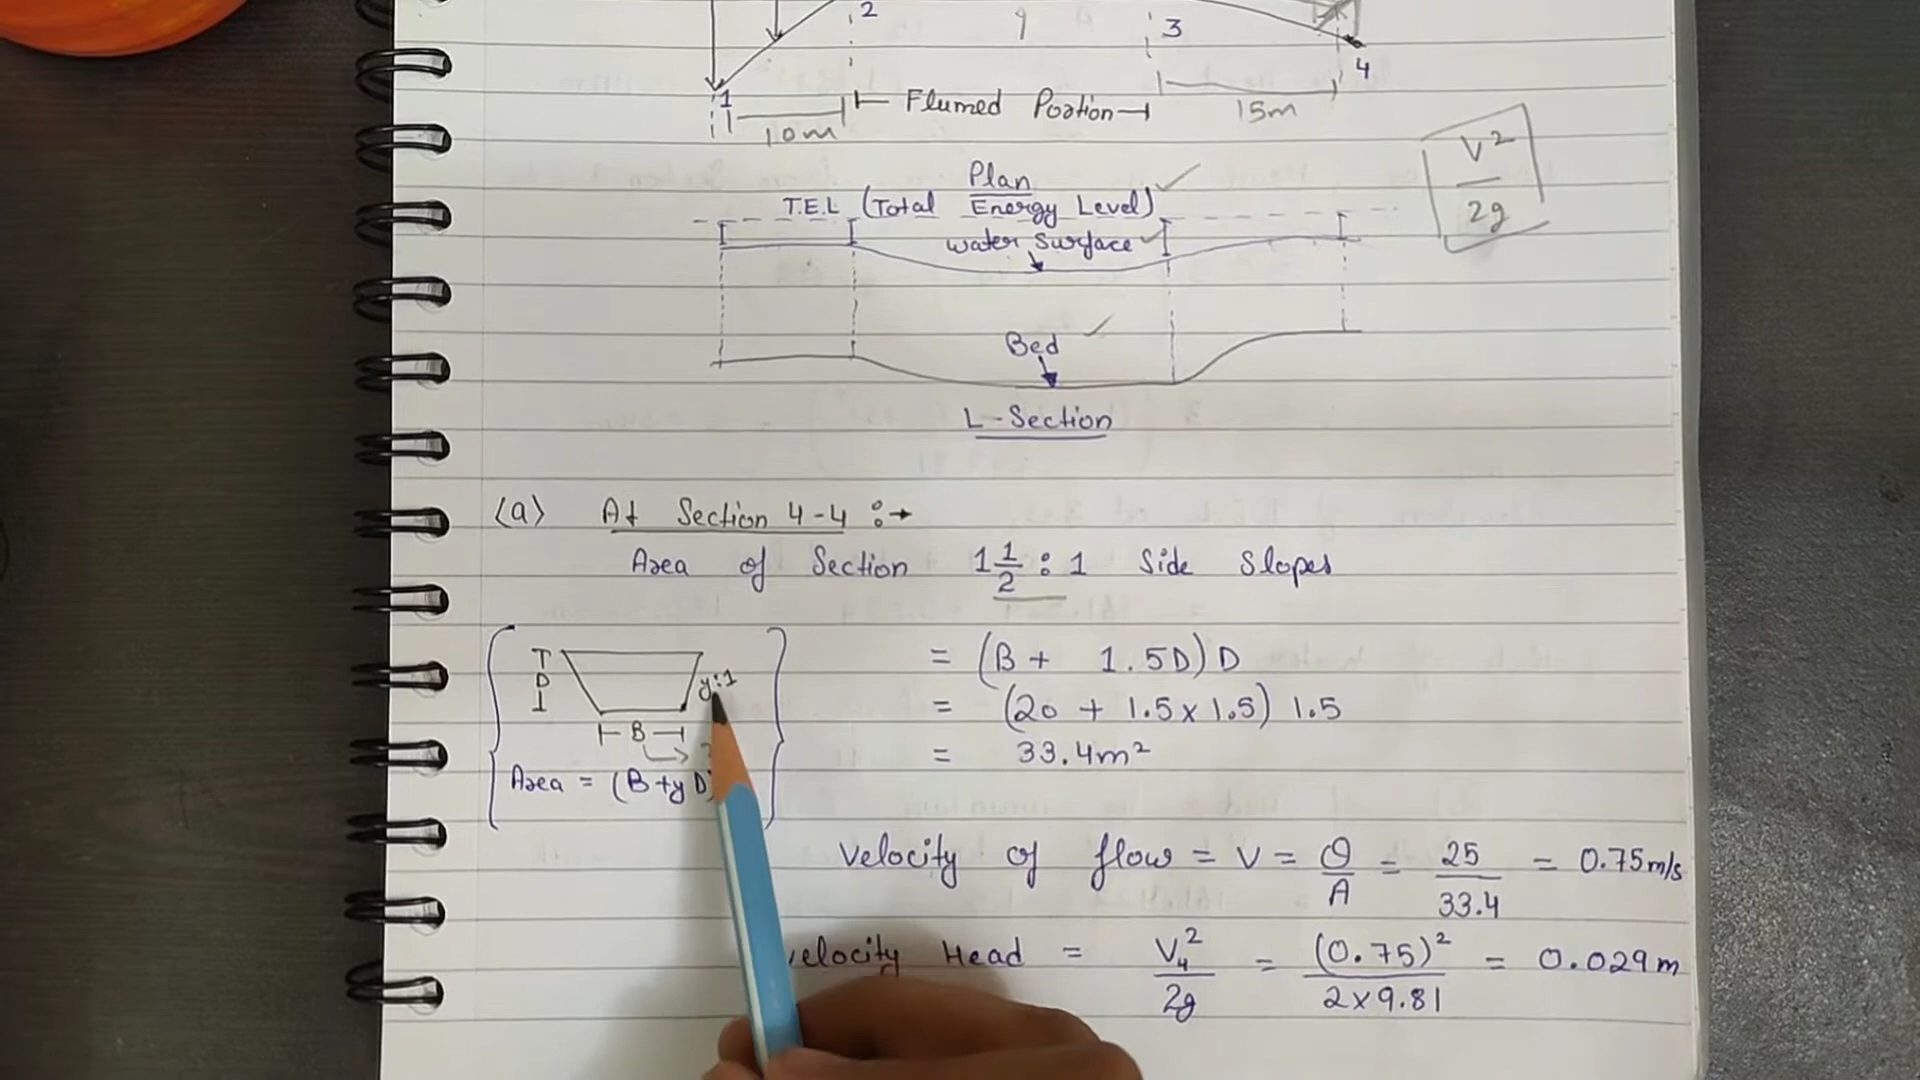 2
3
4
1
Flumed Portion
10m
15m
V²
2g
Plan
T.E.L (Total Energy Level)
water Surface
Bed
L-Section
(a) At Section 4-4 :→
Area of Section 1 1/2 : 1 Side Slopes
D
y:1
B
Area = (B+yD)
= (B + 1.5D) D
= (20 + 1.5 x 1.5) 1.5
= 33.4m²
Velocity of flow = V = Q/A = 25/33.4 = 0.75m/s
Head = V₄²/2g = (0.75)²/2x9.81 = 0.029m